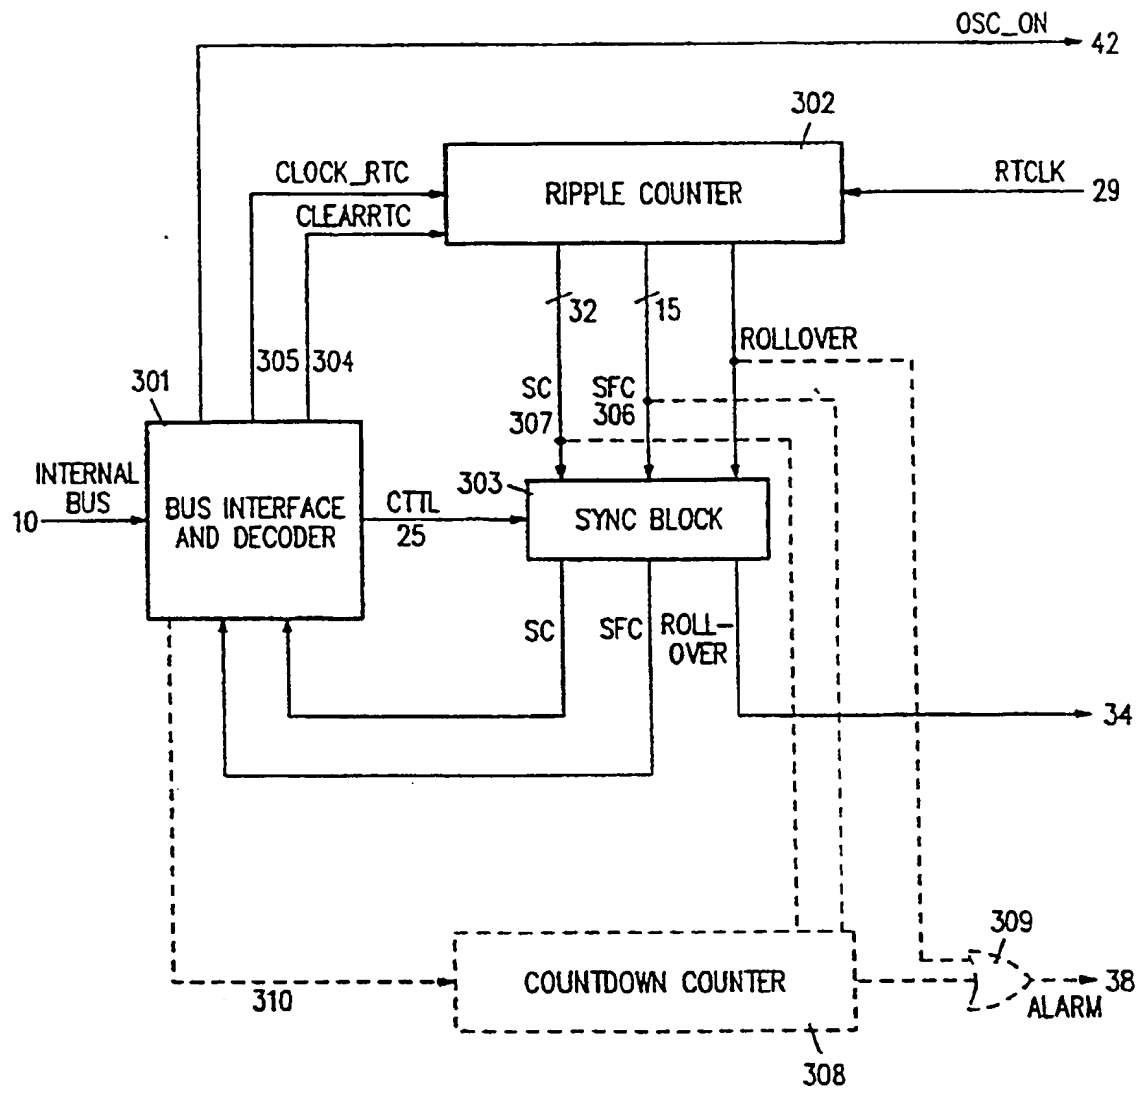 OSC_ON
42
302
CLOCK_RTC
RIPPLE COUNTER
RTCLK
29
CLEARRTC
32
15
ROLLOVER
305
304
301
SC
307
SFC
306
INTERNAL
BUS
10
BUS INTERFACE
AND DECODER
CTTL
25
303
SYNC BLOCK
SC
SFC
ROLL-
OVER
34
309
310
COUNTDOWN COUNTER
38
ALARM
308